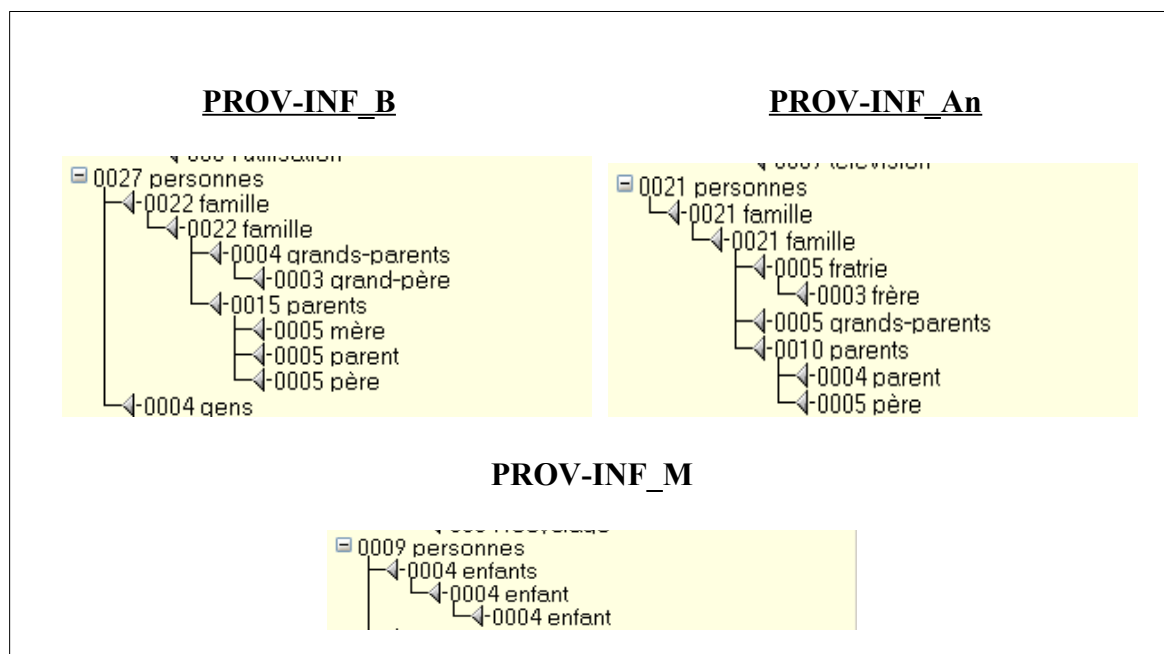 PROV-INF_B
0027 personnes
0022 famille
0022 famille
0004 grands-parents
0003 grand-père
0015 parents
0005 mère
0005 parent
0005 père
0004 gens
PROV-INF_An
0021 personnes
0021 famille
0021 famille
0005 fratrie
0003 frère
0005 grands-parents
0010 parents
0004 parent
0005 père
PROV-INF_M
0009 personnes
0004 enfants
0004 enfant
0004 enfant